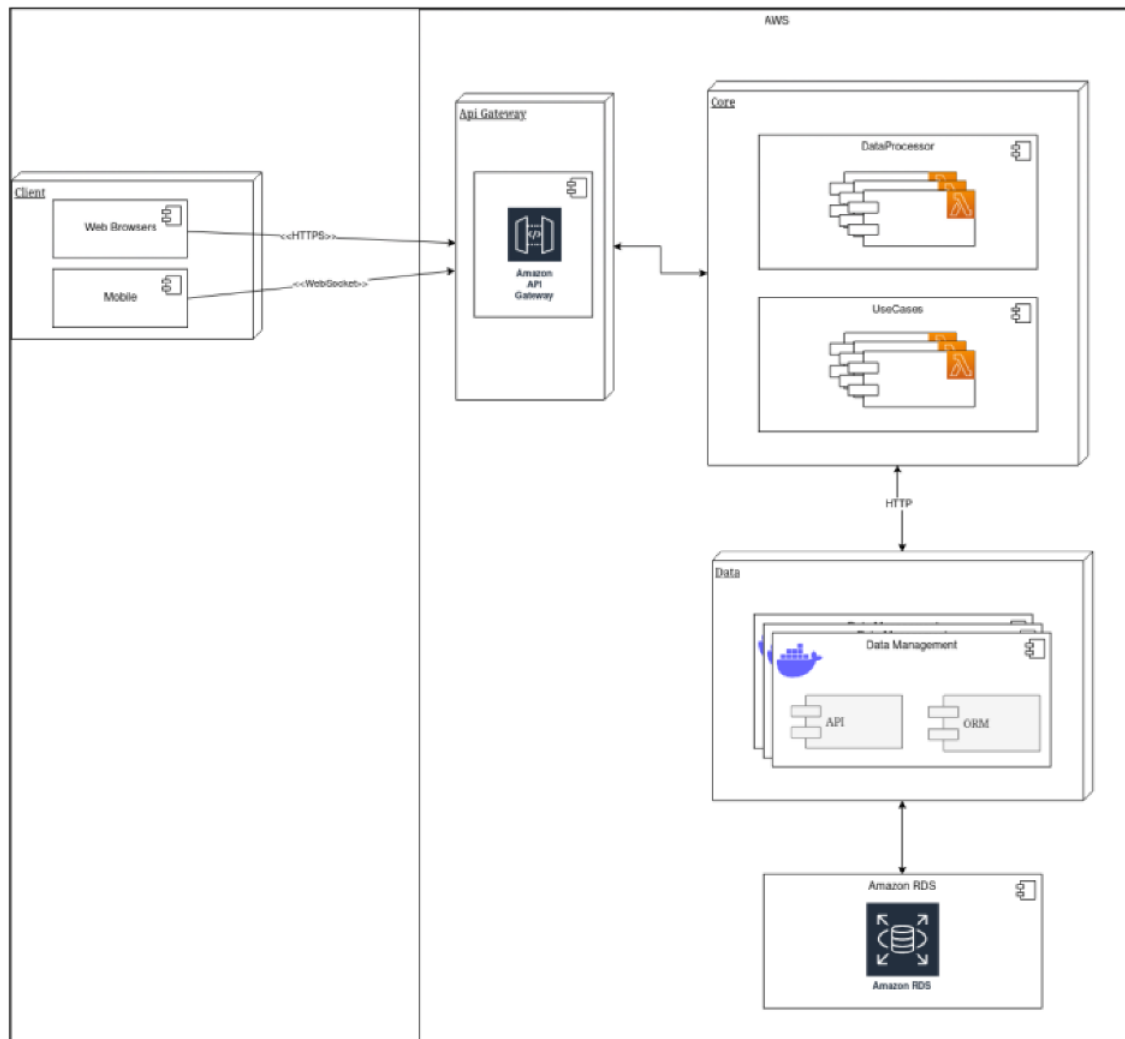 AWS
Api Gateway
Core
DataProcessor
Client
Web Browsers
<<HTTPS>>
Mobile
<<WebSocket>>
Amazon
API
Gateway
UseCases
HTTP
Data
Data Management
API
ORM
Amazon RDS
Amazon RDS